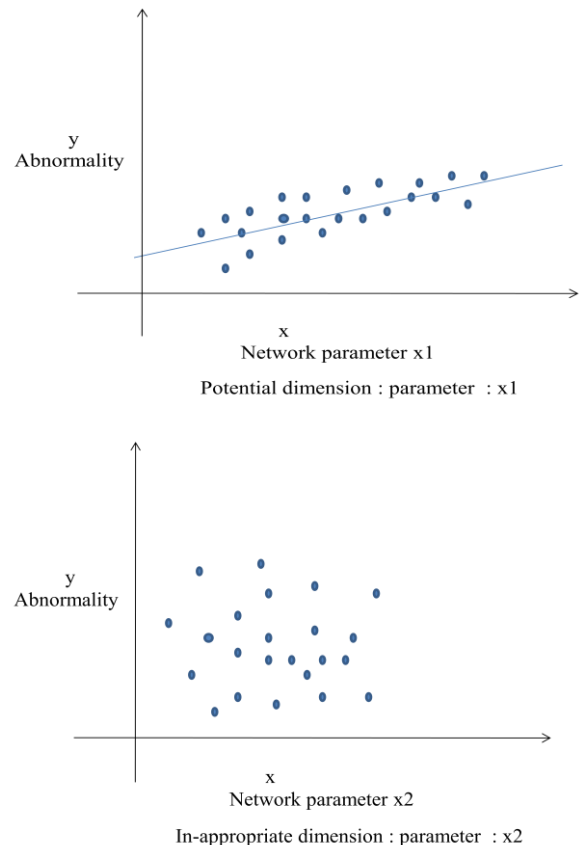 y
Abnormality
x
Network parameter x1
Potential dimension : parameter : x1
y
Abnormality
x
Network parameter x2
In-appropriate dimension : parameter : x2